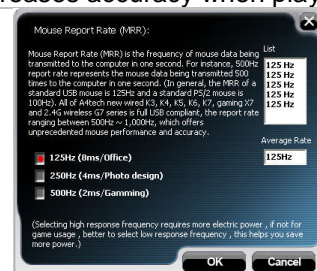 reases accuracy when play
Mouse Report Rate (MRR):
Mouse Report Rate (MRR) is the frequency of mouse data being
transmitted to the computer in one second. For instance, 500Hz
report rate represents the mouse data being transmitted 500
times to the computer in one second. (In general, the MRR of a
standard USB mouse is 125Hz and a standard PS/2 mouse is
100Hz). All of A4tech new wired K3, K4, K5, K6, K7, gaming X7
and 2.4G wireless G7 series is full USB compliant, the report rate
ranging between 500Hz ~ 1,000Hz, which offers
unprecedented mouse performance and accuracy.
List
125 Hz
125 Hz
125 Hz
125 Hz
125 Hz
Average Rate
125Hz
125Hz (8ms/Office)
250Hz (4ms/Photo design)
500Hz (2ms/Gamming)
(Selecting high response frequency requires more electric power , if not for
game usage , better to select low response frequency , this helps you save
more power.)
OK
Cancel